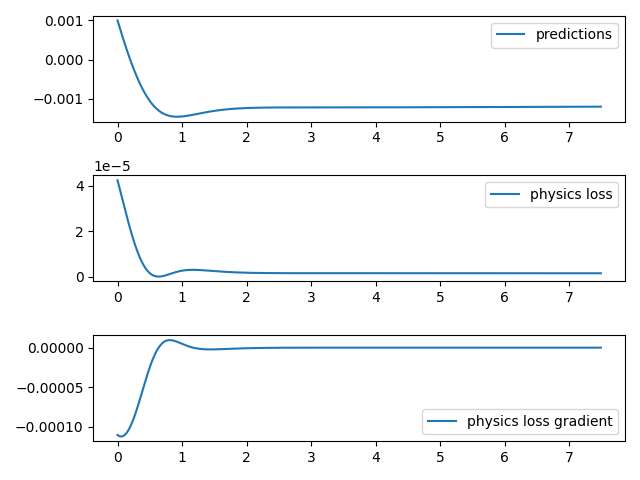 0.001
0.000
−0.001
predictions
0 1 2 3 4 5 6 7
1e−5
4
2
0
physics loss
0 1 2 3 4 5 6 7
0.00000
−0.00005
−0.00010
physics loss gradient
0 1 2 3 4 5 6 7